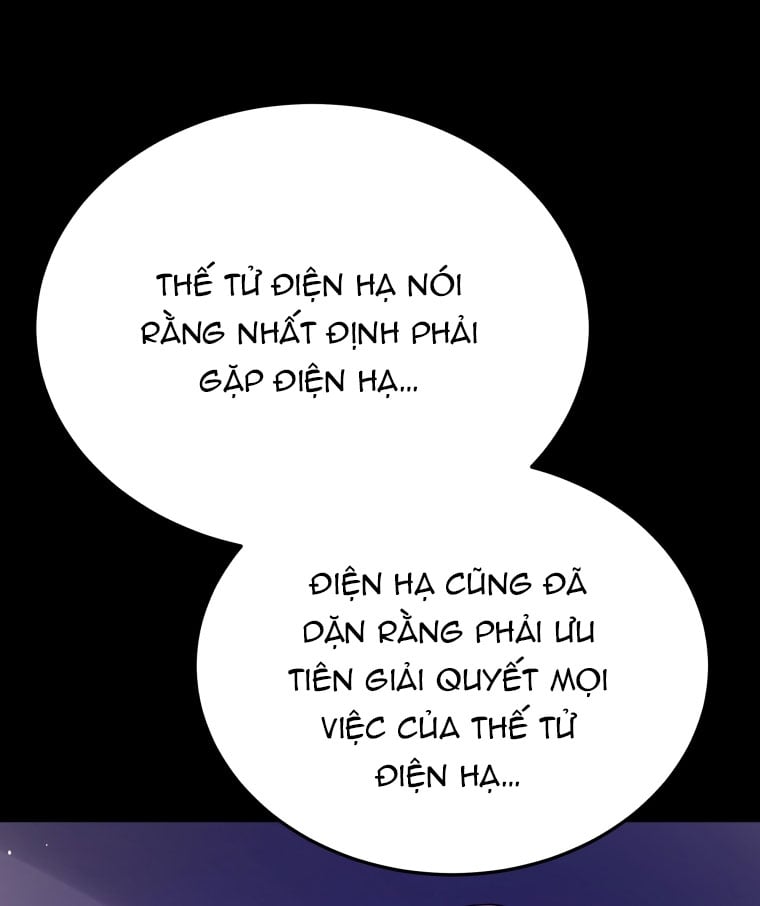 THẾ TỬ ĐIỆN HẠ NÓI
RẰNG NHẤT ĐỊNH PHẢI
GẶP ĐIỆN HẠ...
ĐIỆN HẠ CŨNG ĐÃ
DẶN RẰNG PHẢI ƯU
TIÊN GIẢI QUYẾT MỌI
VIỆC CỦA THẾ TỬ
ĐIỆN HẠ...